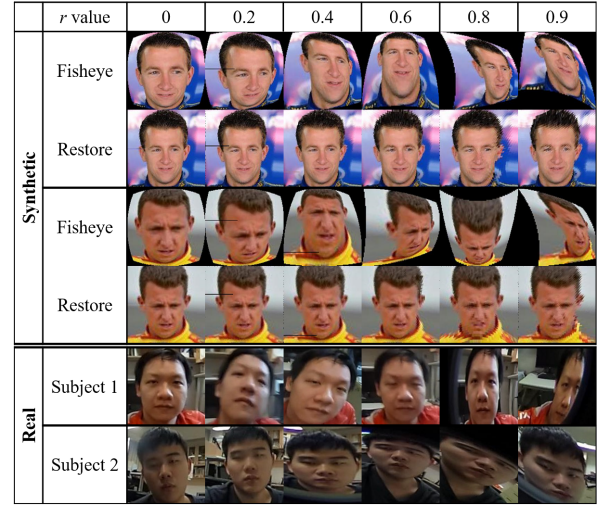 r value 0 0.2 0.4 0.6 0.8 0.9
Synthetic
Fisheye
Restore
Fisheye
Restore
Real
Subject 1
Subject 2